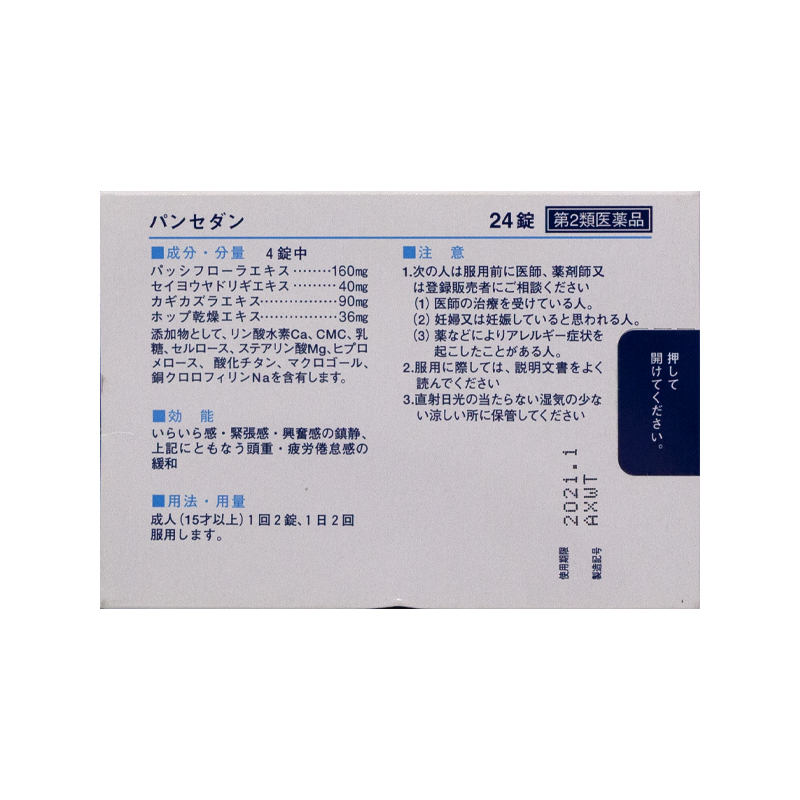 パンセダン 24錠 第2類医薬品
■成分・分量 4錠中
パッシフローラエキス········160mg
セイヨウヤドリギエキス·········40mg
カギカズラエキス················90mg
ホップ乾燥エキス················36mg
添加物として、リン酸水素Ca、CMC、乳
糖、セルロース、ステアリン酸Mg、ヒプロ
メロース、酸化チタン、マクロゴール、
銅クロロフィリンNaを含有します。
■効 能
いらいら感・緊張感・興奮感の鎮静、
上記にともなう頭重・疲労倦怠感の
緩和
■用法・用量
成人(15才以上)1回2錠、1日2回
服用します。
■注 意
1.次の人は服用前に医師、薬剤師又
は登録販売者にご相談ください
(1) 医師の治療を受けている人。
(2) 妊婦又は妊娠していると思われる人。
(3) 薬などによりアレルギー症状を
起こしたことがある人。
2.服用に際しては、説明文書をよく
読んでください
3.直射日光の当たらない湿気の少な
い涼しい所に保管してください
押して
開けてください。
使用期限 2021.1
製造記号 AXWT